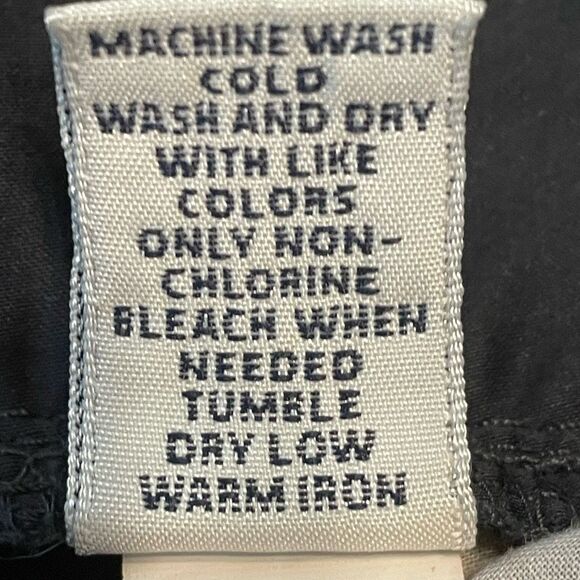 MACHINE WASH
COLD
WASH AND DRY
WITH LIKE
COLORS
ONLY NON-
CHLORINE
BLEACH WHEN
NEEDED
TUMBLE
DRY LOW
WARM IRON